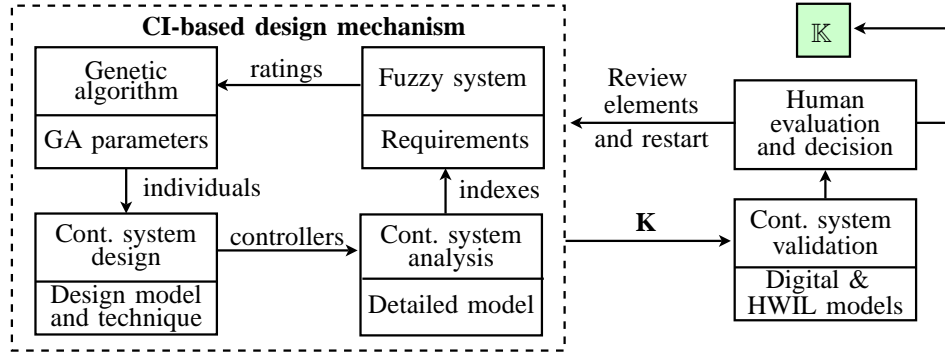 CI-based design mechanism
Genetic
algorithm
GA parameters
ratings
Fuzzy system
Requirements
individuals
indexes
Cont. system
design
Design model
and technique
controllers
Cont. system
analysis
Detailed model
𝕂
Review
elements
and restart
Human
evaluation
and decision
K
Cont. system
validation
Digital &
HWIL models